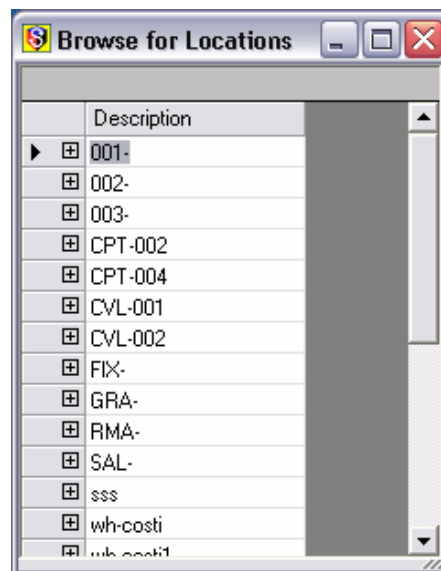 Browse for Locations
Description
001-
002-
003-
CPT-002
CPT-004
CVL-001
CVL-002
FIX-
GRA-
RMA-
SAL-
sss
wh-costi